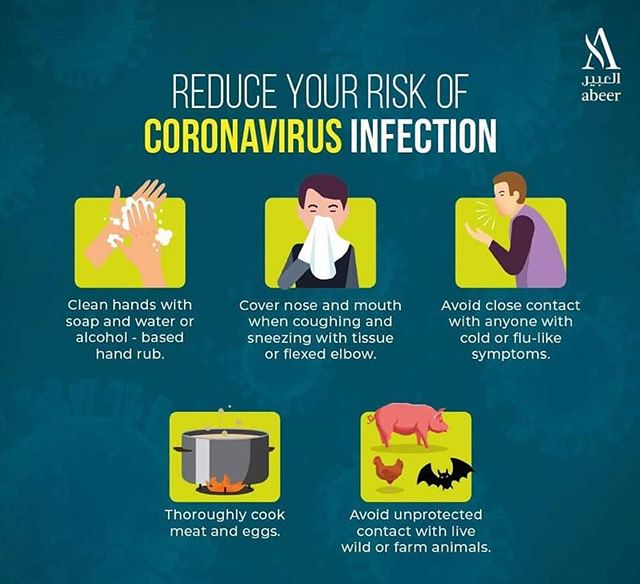 العبير
abeer
REDUCE YOUR RISK OF
CORONAVIRUS INFECTION
Clean hands with
soap and water or
alcohol - based
hand rub.
Cover nose and mouth
when coughing and
sneezing with tissue
or flexed elbow.
Avoid close contact
with anyone with
cold or flu-like
symptoms.
Thoroughly cook
meat and eggs.
Avoid unprotected
contact with live
wild or farm animals.